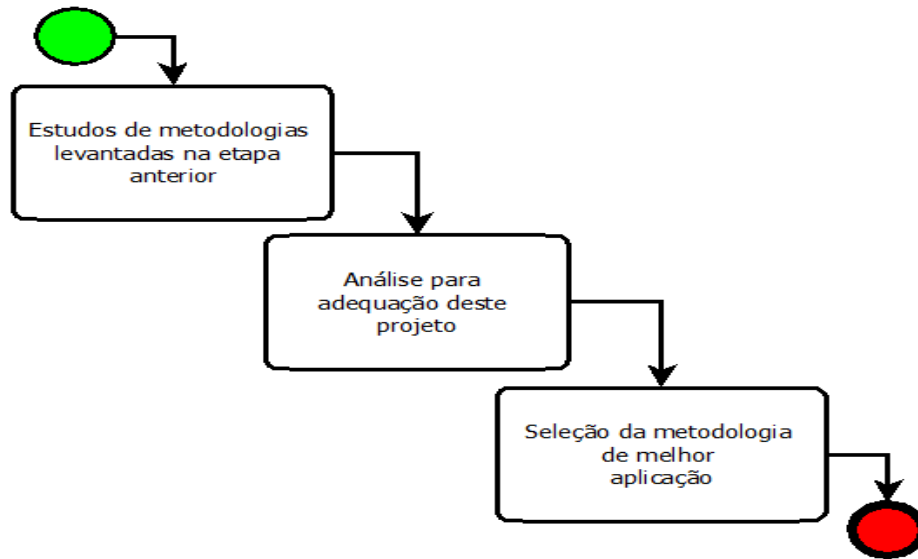 Estudos de metodologias
levantadas na etapa
anterior
Análise para
adequação deste
projeto
Seleção da metodologia
de melhor
aplicação